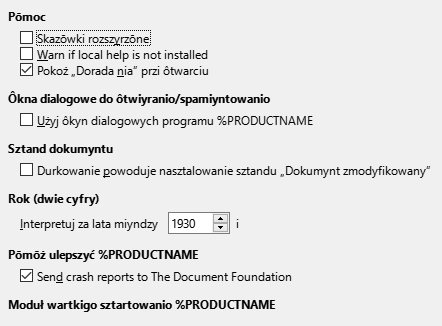 Pōmoc
Skazōwki rozszyrzōne
Warn if local help is not installed
Pokoż „Dorada dnia” przi ôtwarciu
Ôkna dialogowe do ôtwiyranio/spamiyntowanio
Użyj ôkyn dialogowych programu %PRODUCTNAME
Sztand dokumyntu
Durkowanie powoduje nasztalowanie sztandu „Dokumynt zmodyfikowany”
Rok (dwie cyfry)
Interpretuj za lata miyndzy 1930 i
Pōmōż ulepszyć %PRODUCTNAME
Send crash reports to The Document Foundation
Moduł wartkigo sztartowanio %PRODUCTNAME